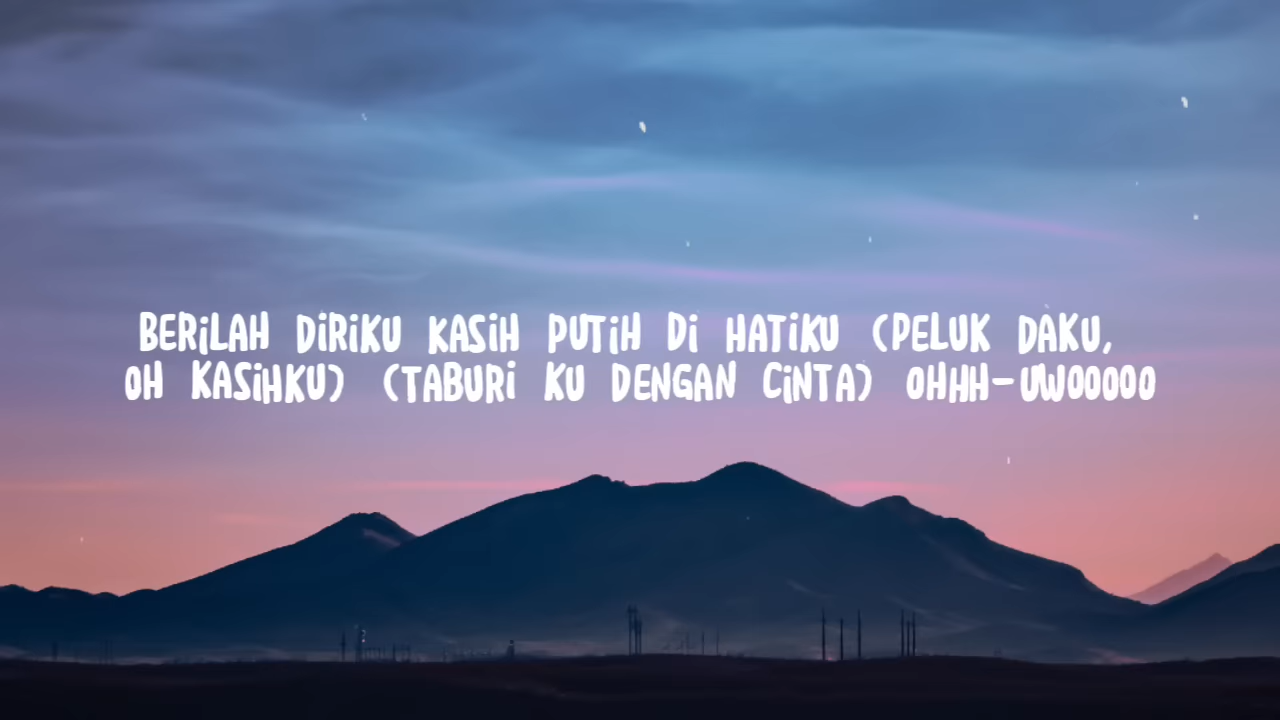 BERiLAH DiRiKU KASiH PUTiH Di HATiKU (PELUK DAKU,
OH KASiHKU) (TABURi KU DENGAN CiNTA) OHHH-UWOOOOO